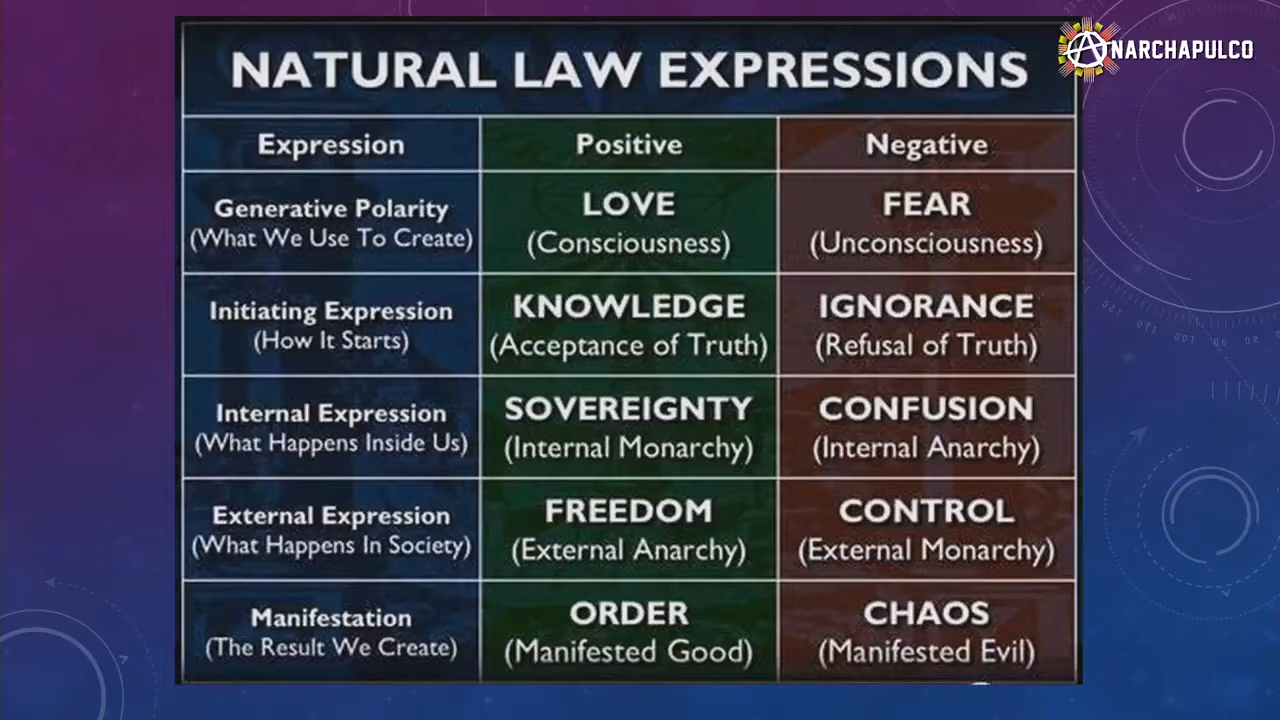 NATURAL LAW EXPRESSIONS
ANARCHAPULCO
Expression Positive Negative
Generative Polarity
(What We Use To Create)
LOVE
(Consciousness)
FEAR
(Unconsciousness)
Initiating Expression
(How It Starts)
KNOWLEDGE
(Acceptance of Truth)
IGNORANCE
(Refusal of Truth)
Internal Expression
(What Happens Inside Us)
SOVEREIGNTY
(Internal Monarchy)
CONFUSION
(Internal Anarchy)
External Expression
(What Happens In Society)
FREEDOM
(External Anarchy)
CONTROL
(External Monarchy)
Manifestation
(The Result We Create)
ORDER
(Manifested Good)
CHAOS
(Manifested Evil)